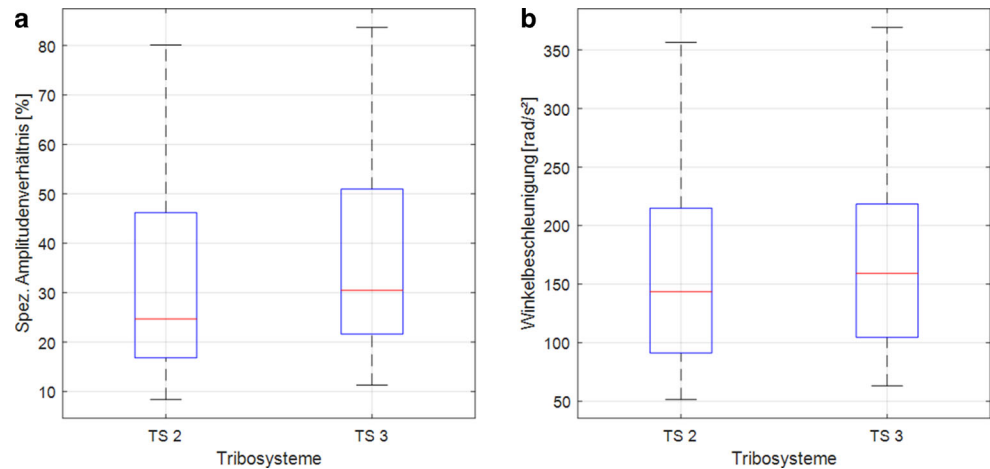 a
Spez. Amplitudenverhältnis [%]
80
70
60
50
40
30
20
10
TS 2 TS 3
Tribosysteme
b
Winkelbeschleunigung [rad/s²]
350
300
250
200
150
100
50
TS 2 TS 3
Tribosysteme